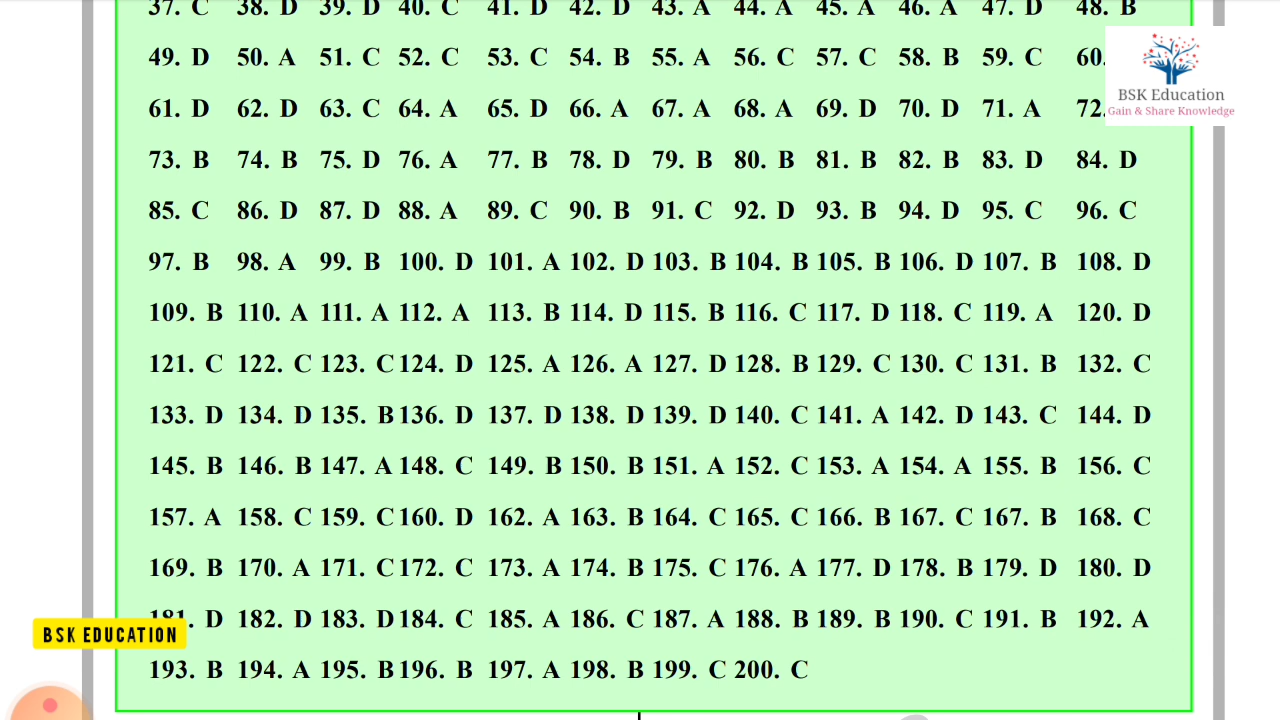 37. C 38. D 39. D 40. C 41. D 42. D 43. A 44. A 45. A 46. A 47. D 48. B
49. D 50. A 51. C 52. C 53. C 54. B 55. A 56. C 57. C 58. B 59. C 60.
61. D 62. D 63. C 64. A 65. D 66. A 67. A 68. A 69. D 70. D 71. A 72.
BSK Education
Gain & Share Knowledge
73. B 74. B 75. D 76. A 77. B 78. D 79. B 80. B 81. B 82. B 83. D 84. D
85. C 86. D 87. D 88. A 89. C 90. B 91. C 92. D 93. B 94. D 95. C 96. C
97. B 98. A 99. B 100. D 101. A 102. D 103. B 104. B 105. B 106. D 107. B 108. D
109. B 110. A 111. A 112. A 113. B 114. D 115. B 116. C 117. D 118. C 119. A 120. D
121. C 122. C 123. C 124. D 125. A 126. A 127. D 128. B 129. C 130. C 131. B 132. C
133. D 134. D 135. B 136. D 137. D 138. D 139. D 140. C 141. A 142. D 143. C 144. D
145. B 146. B 147. A 148. C 149. B 150. B 151. A 152. C 153. A 154. A 155. B 156. C
157. A 158. C 159. C 160. D 162. A 163. B 164. C 165. C 166. B 167. C 167. B 168. C
169. B 170. A 171. C 172. C 173. A 174. B 175. C 176. A 177. D 178. B 179. D 180. D
181. D 182. D 183. D 184. C 185. A 186. C 187. A 188. B 189. B 190. C 191. B 192. A
BSK EDUCATION
193. B 194. A 195. B 196. B 197. A 198. B 199. C 200. C